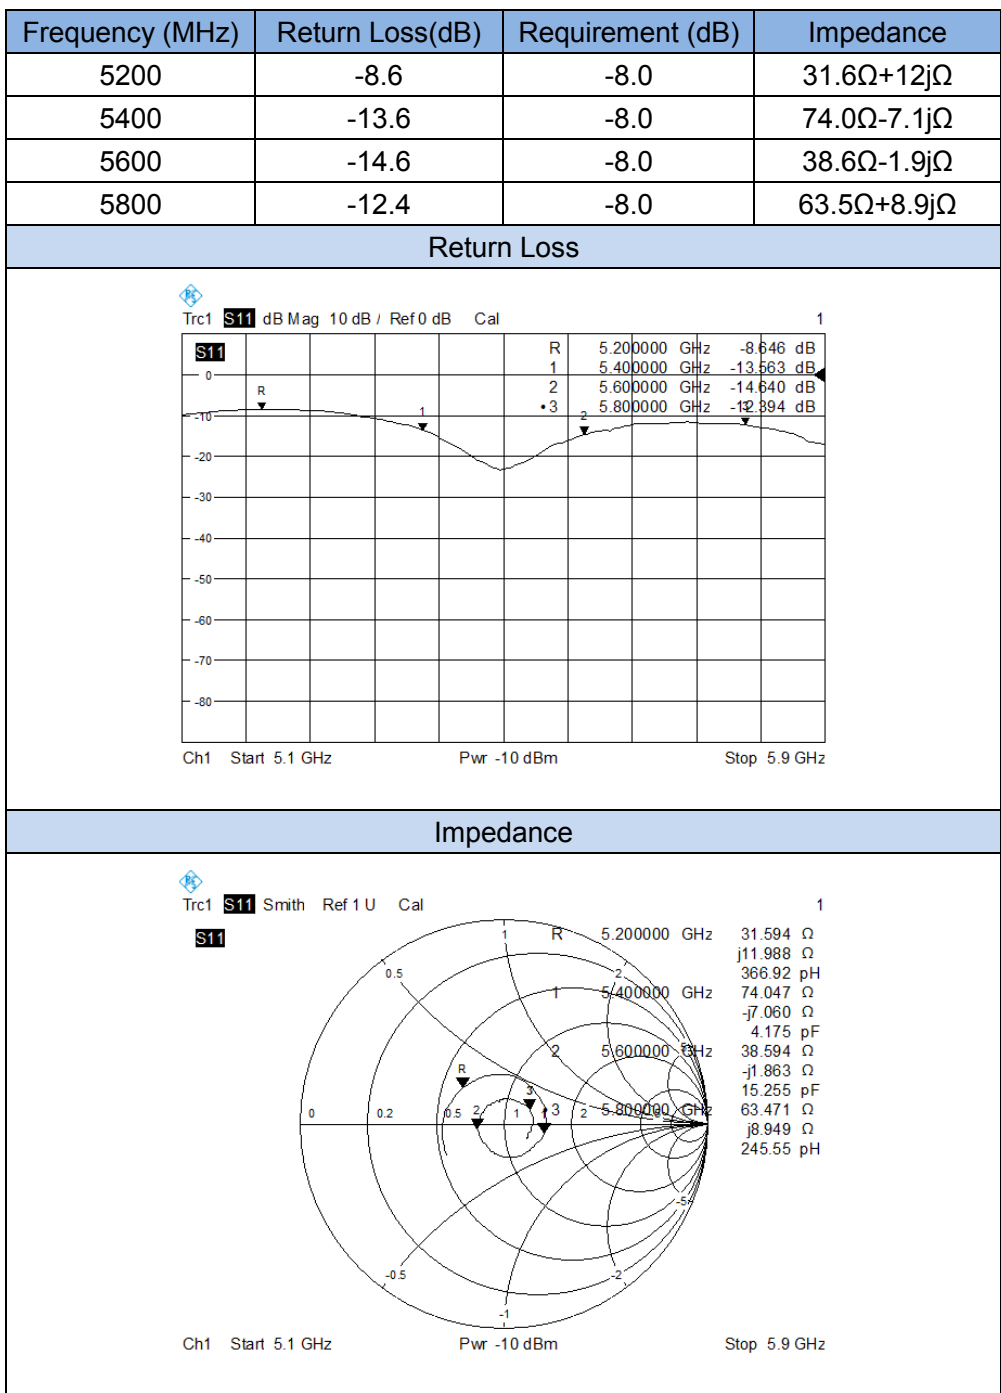 Frequency (MHz) Return Loss(dB) Requirement (dB) Impedance
5200 -8.6 -8.0 31.6Ω+12jΩ
5400 -13.6 -8.0 74.0Ω-7.1jΩ
5600 -14.6 -8.0 38.6Ω-1.9jΩ
5800 -12.4 -8.0 63.5Ω+8.9jΩ
Return Loss
Trc1 S11 dB Mag 10 dB / Ref 0 dB Cal 1
S11
R 5.200000 GHz -8.646 dB
1 5.400000 GHz -13.563 dB
2 5.600000 GHz -14.640 dB
•3 5.800000 GHz -12.394 dB
0
R
1
2
3
-10
-20
-30
-40
-50
-60
-70
-80
Ch1 Start 5.1 GHz Pwr -10 dBm Stop 5.9 GHz
Impedance
Trc1 S11 Smith Ref 1 U Cal 1
S11
R 5.200000 GHz 31.594 Ω
j11.988 Ω
366.92 pH
1 5.400000 GHz 74.047 Ω
-j7.060 Ω
4.175 pF
2 5.600000 GHz 38.594 Ω
-j1.863 Ω
15.255 pF
3 5.800000 GHz 63.471 Ω
j8.949 Ω
245.55 pH
1
0.5 2
5
R
3
0 0.2 0.5 2 1 1 2
-5
-0.5 -2
-1
Ch1 Start 5.1 GHz Pwr -10 dBm Stop 5.9 GHz